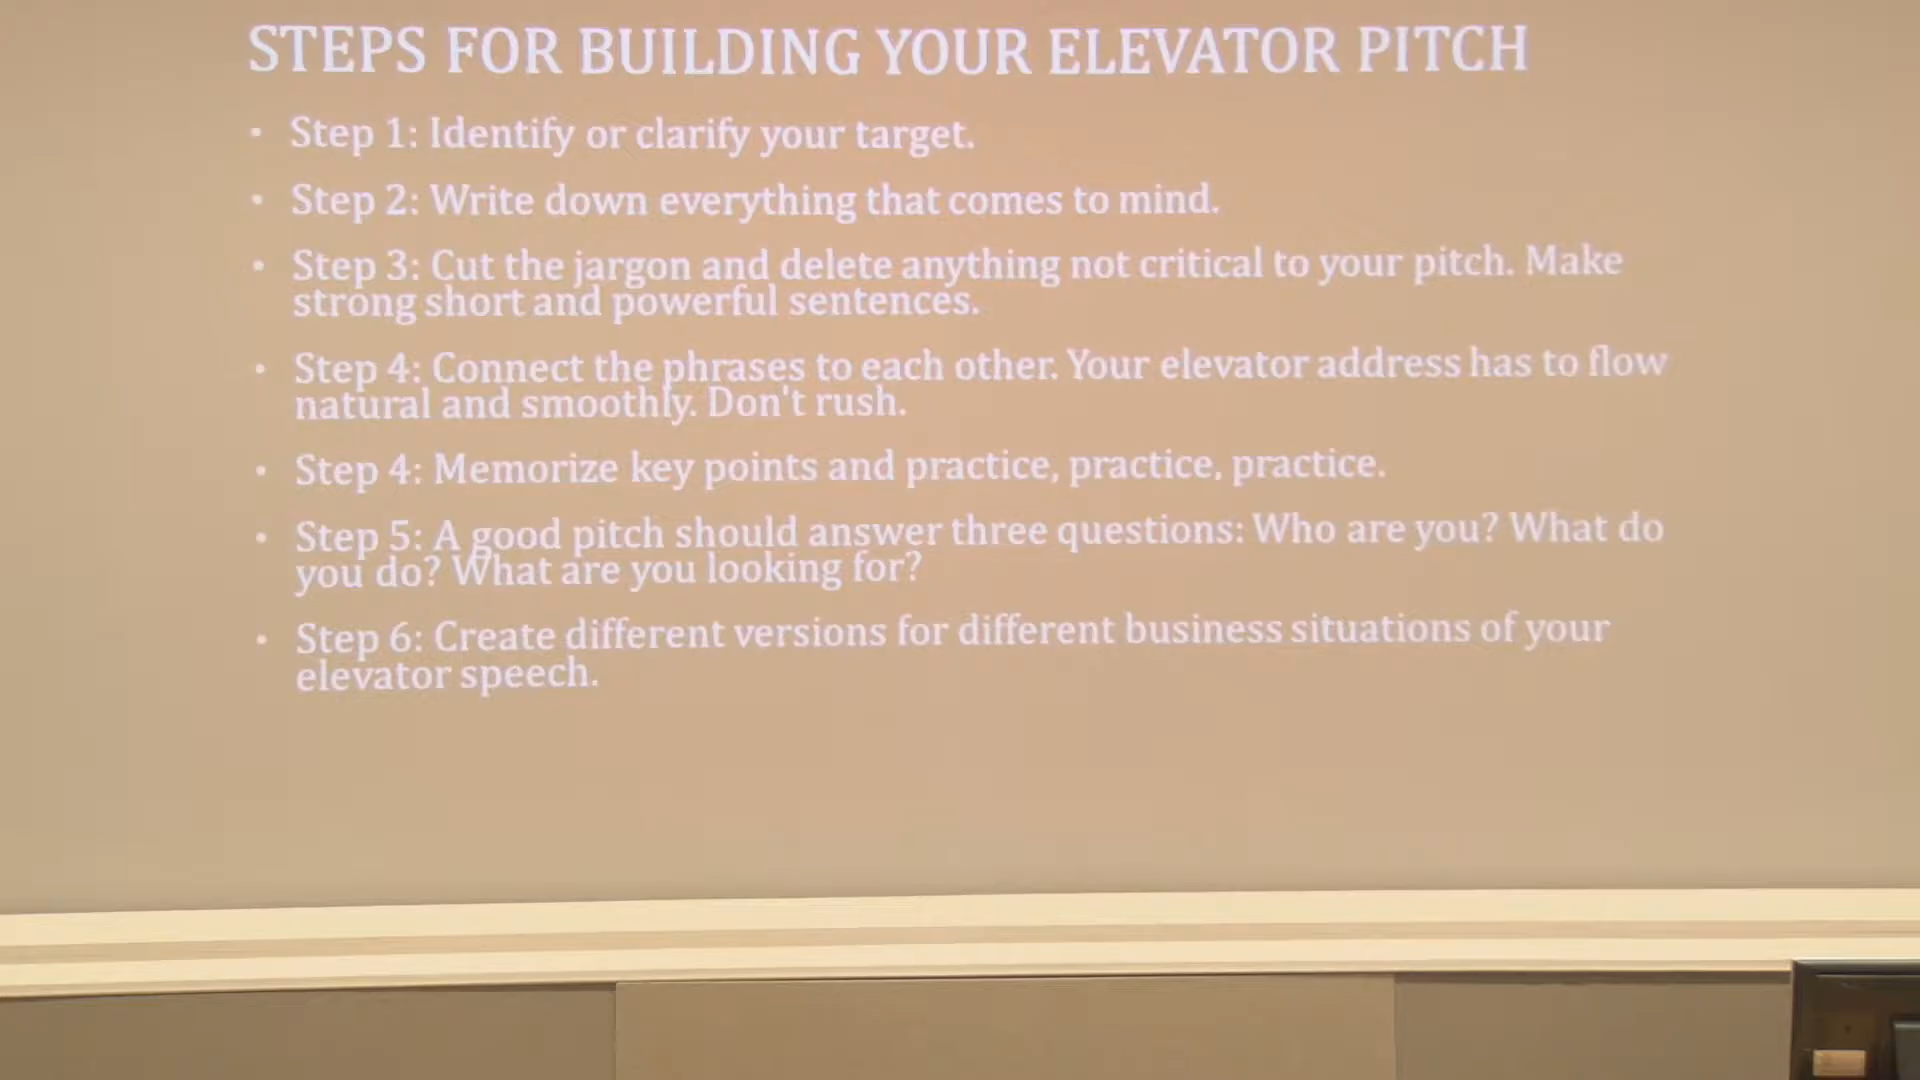 STEPS FOR BUILDING YOUR ELEVATOR PITCH
• Step 1: Identify or clarify your target.
• Step 2: Write down everything that comes to mind.
• Step 3: Cut the jargon and delete anything not critical to your pitch. Make
strong short and powerful sentences.
• Step 4: Connect the phrases to each other. Your elevator address has to flow
natural and smoothly. Don't rush.
• Step 4: Memorize key points and practice, practice, practice.
• Step 5: A good pitch should answer three questions: Who are you? What do
you do? What are you looking for?
• Step 6: Create different versions for different business situations of your
elevator speech.